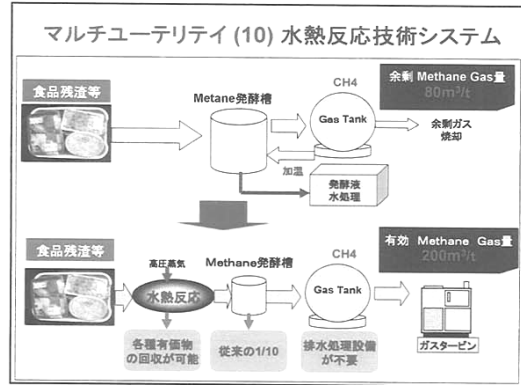 マルチユーテリテイ (10) 水熱反応技術システム
食品残渣等
Metane発酵槽
CH4
Gas Tank
余剰 Methane Gas量
80m³/t
余剰ガス
焼却
加温
発酵液
水処理
食品残渣等
高圧蒸気
水熱反応
Methane発酵槽
CH4
Gas Tank
有効 Methane Gas量
200m³/t
各種有価物
の回収が可能
従来の1/10
排水処理設備
が不要
ガスタービン